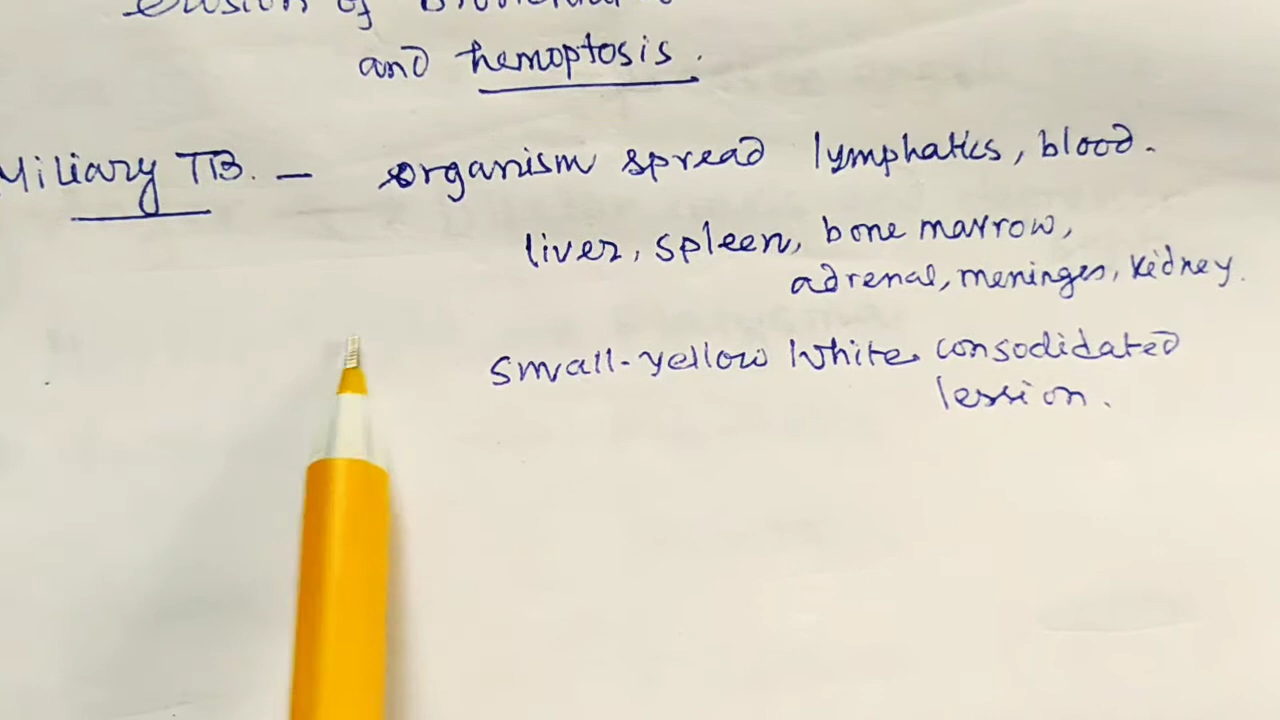 of
and hemoptosis.
Miliary TB. - organism spread lymphatics, blood.
liver, spleen, bone marrow,
adrenal, meninges, kidney.
small-yellow white consodidated
lession.